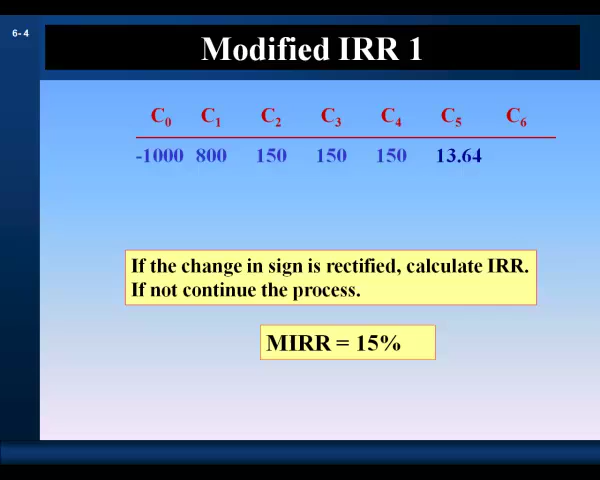 6- 4
Modified IRR 1
C0 C1 C2 C3 C4 C5 C6
-1000 800 150 150 150 13.64
If the change in sign is rectified, calculate IRR.
If not continue the process.
MIRR = 15%